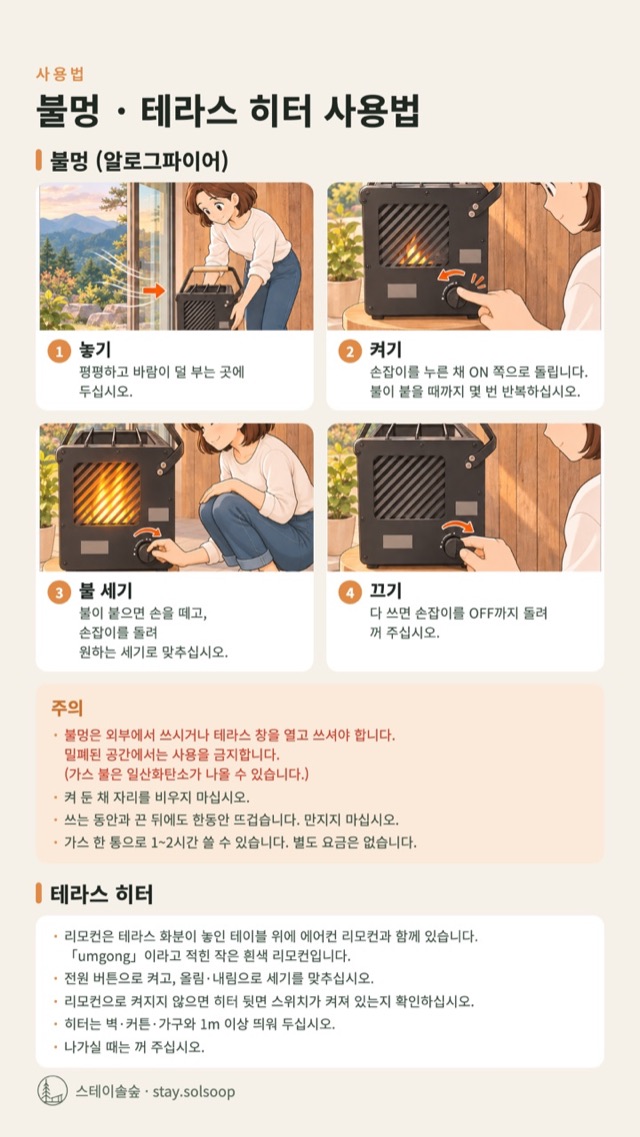 사용법
불멍 · 테라스 히터 사용법
불멍 (알로그파이어)
1 놓기
평평하고 바람이 덜 부는 곳에
두십시오.
2 켜기
손잡이를 누른 채 ON 쪽으로 돌립니다.
불이 붙을 때까지 몇 번 반복하십시오.
3 불 세기
불이 붙으면 손을 떼고,
손잡이를 돌려
원하는 세기로 맞추십시오.
4 끄기
다 쓰면 손잡이를 OFF까지 돌려
꺼 주십시오.
주의
· 불멍은 외부에서 쓰시거나 테라스 창을 열고 쓰셔야 합니다.
밀폐된 공간에서는 사용을 금지합니다.
(가스 불은 일산화탄소가 나올 수 있습니다.)
· 켜 둔 채 자리를 비우지 마십시오.
· 쓰는 동안과 끈 뒤에도 한동안 뜨겁습니다. 만지지 마십시오.
· 가스 한 통으로 1~2시간 쓸 수 있습니다. 별도 요금은 없습니다.
테라스 히터
· 리모컨은 테라스 화분이 놓인 테이블 위에 에어컨 리모컨과 함께 있습니다.
「umgong」이라고 적힌 작은 흰색 리모컨입니다.
· 전원 버튼으로 켜고, 올림·내림으로 세기를 맞추십시오.
· 리모컨으로 켜지지 않으면 히터 뒷면 스위치가 켜져 있는지 확인하십시오.
· 히터는 벽·커튼·가구와 1m 이상 띄워 두십시오.
· 나가실 때는 꺼 주십시오.
스테이솔숲 · stay.solsoop